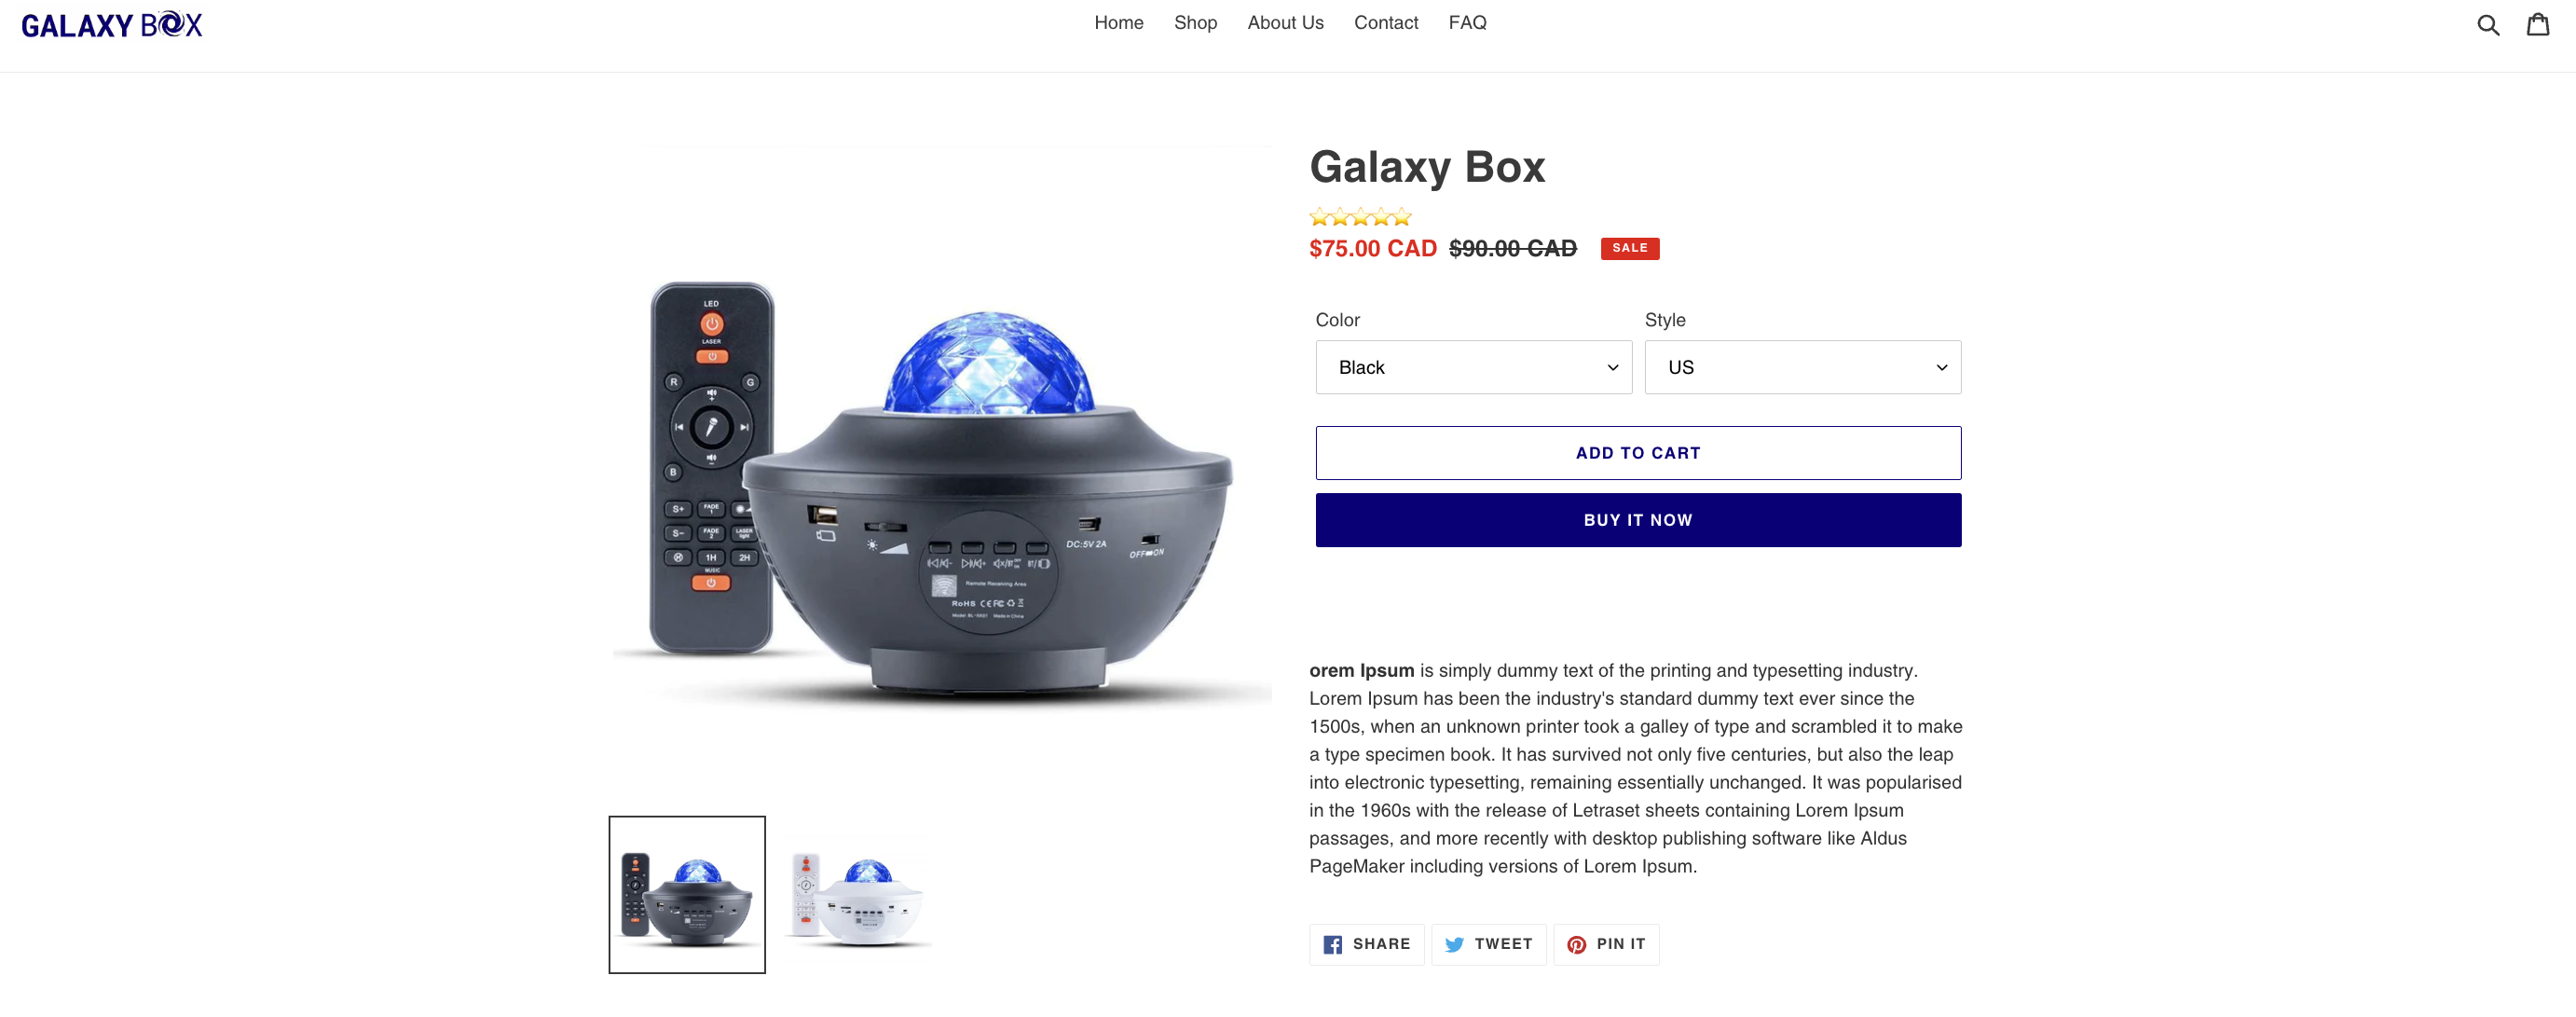 GALAXY BOX
Home Shop About Us Contact FAQ
Galaxy Box
$75.00 CAD $90.00 CAD SALE
Color Style
Black US
ADD TO CART
BUY IT NOW
LED
LASER
R G
B
S+ FADE 1
S- FADE 2 LASER light
1H 2H
MUSIC
DC:5V 2A
OFF ON
Remote Receiving Area
RoHS CE FC
Made in China
orem Ipsum is simply dummy text of the printing and typesetting industry.
Lorem Ipsum has been the industry's standard dummy text ever since the
1500s, when an unknown printer took a galley of type and scrambled it to make
a type specimen book. It has survived not only five centuries, but also the leap
into electronic typesetting, remaining essentially unchanged. It was popularised
in the 1960s with the release of Letraset sheets containing Lorem Ipsum
passages, and more recently with desktop publishing software like Aldus
PageMaker including versions of Lorem Ipsum.
SHARE TWEET PIN IT